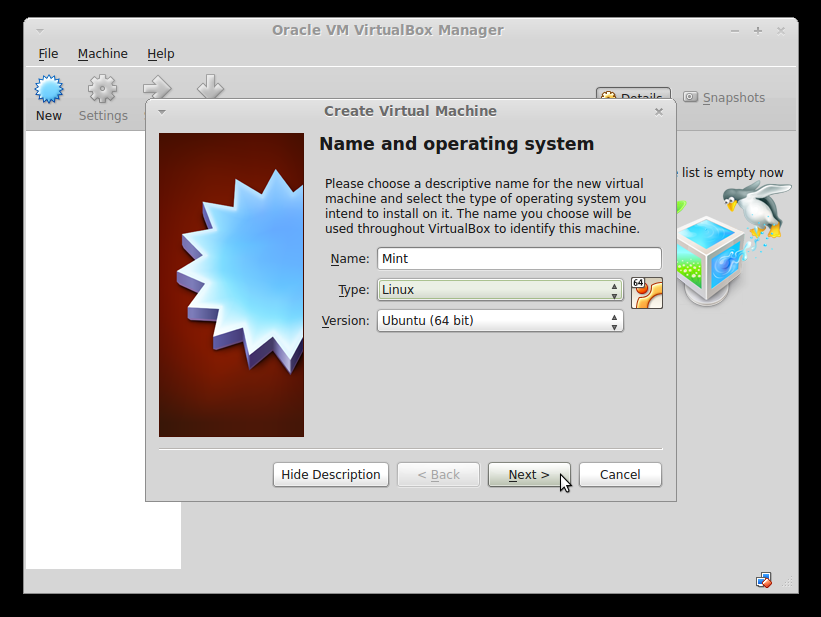 Oracle VM VirtualBox Manager
File Machine Help
New Settings
Details Snapshots
list is empty now
Create Virtual Machine
Name and operating system
Please choose a descriptive name for the new virtual
machine and select the type of operating system you
intend to install on it. The name you choose will be
used throughout VirtualBox to identify this machine.
Name: Mint
Type: Linux
64
Version: Ubuntu (64 bit)
Hide Description < Back Next > Cancel